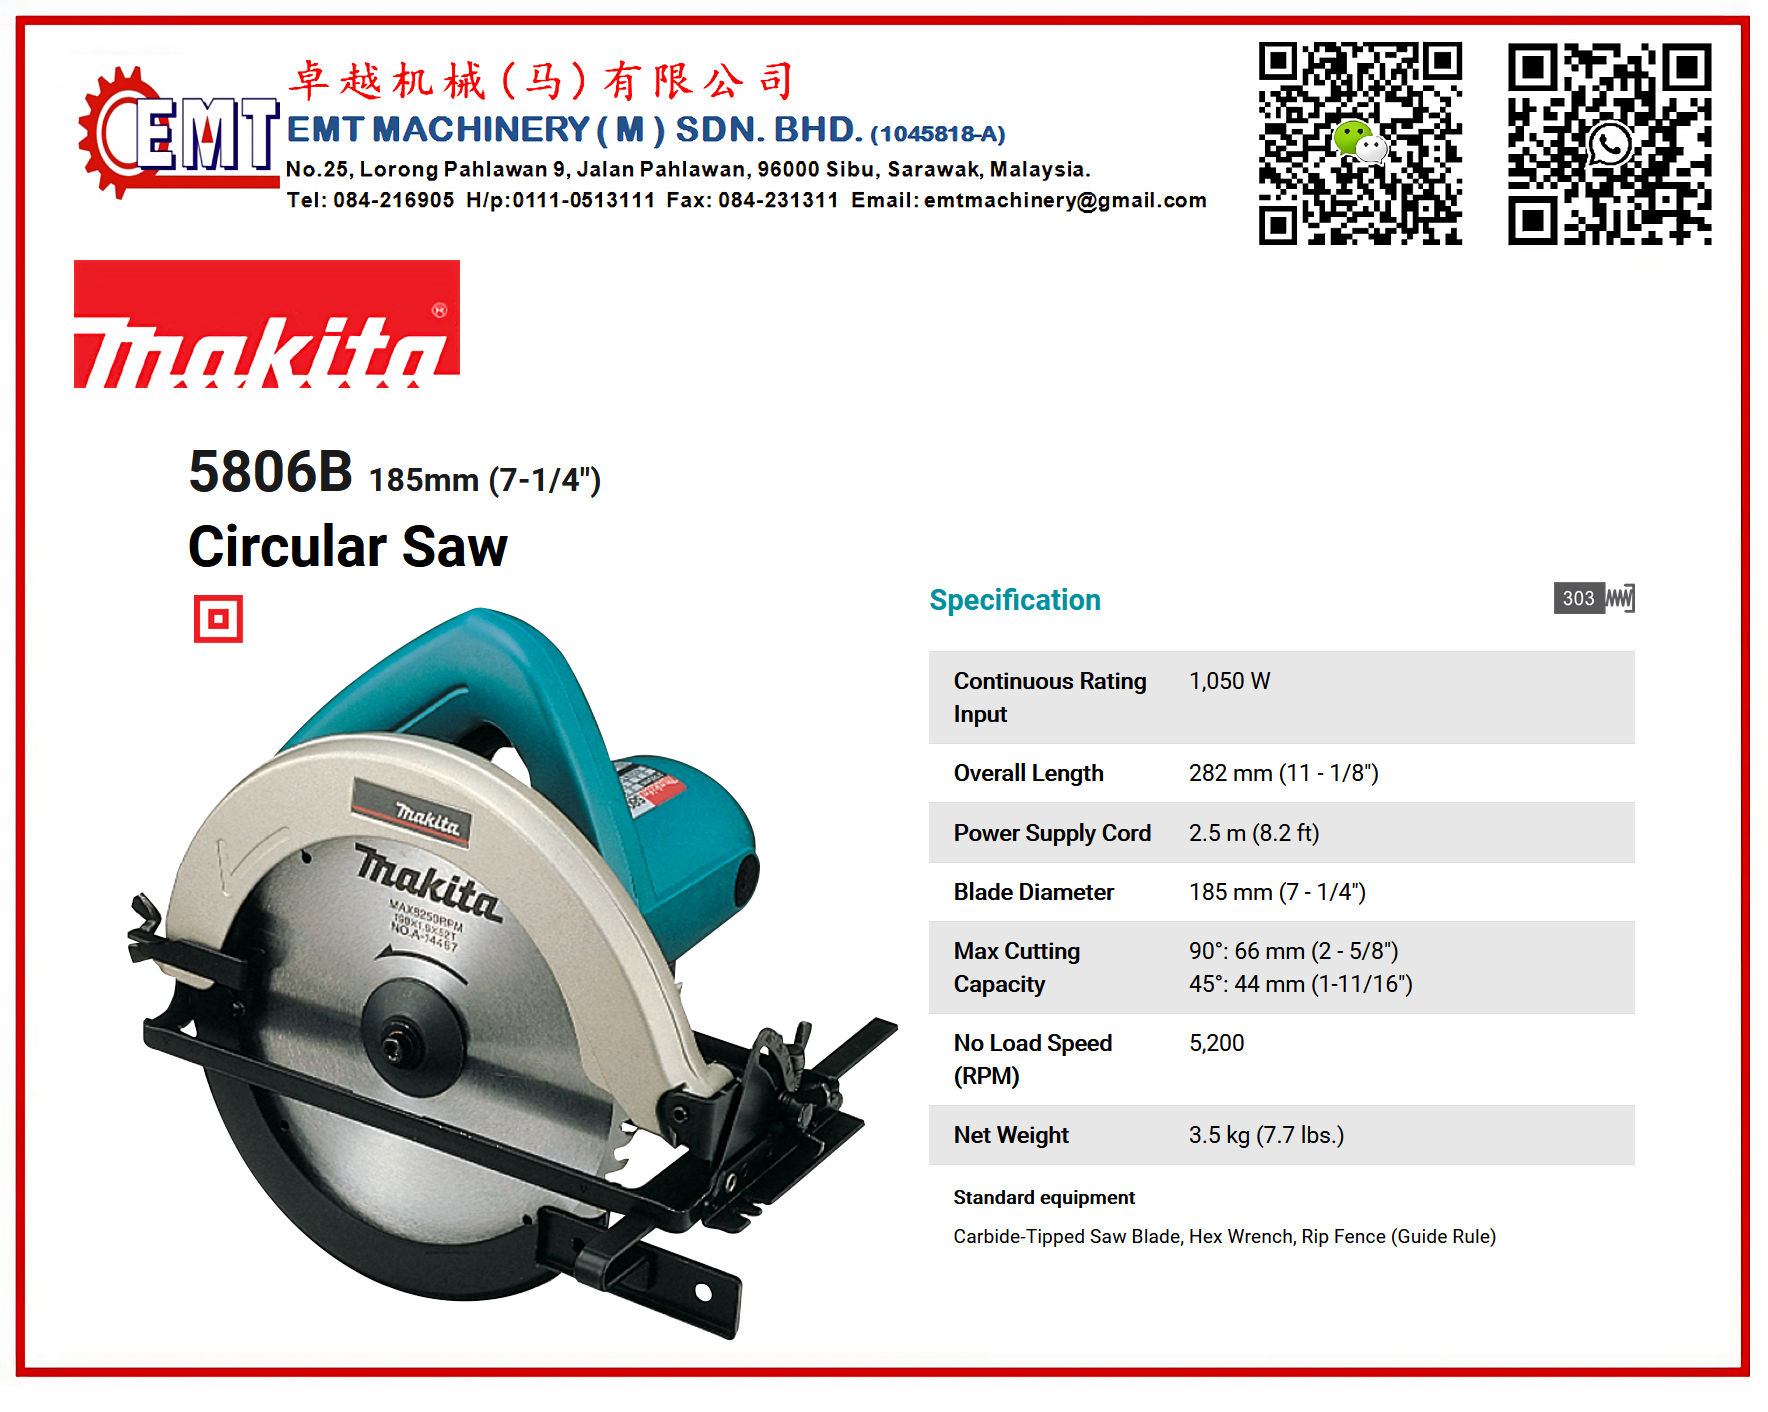 卓越机械(马)有限公司
EMT
EMT MACHINERY ( M ) SDN. BHD. (1045818-A)
No.25, Lorong Pahlawan 9, Jalan Pahlawan, 96000 Sibu, Sarawak, Malaysia.
Tel: 084-216905 H/p:0111-0513111 Fax: 084-231311 Email: emtmachinery@gmail.com
makita
5806B 185mm (7-1/4")
Circular Saw
Specification
303
Continuous Rating Input 1,050 W
Overall Length 282 mm (11 - 1/8")
Power Supply Cord 2.5 m (8.2 ft)
Blade Diameter 185 mm (7 - 1/4")
Max Cutting Capacity 90°: 66 mm (2 - 5/8")
45°: 44 mm (1-11/16")
No Load Speed (RPM) 5,200
Net Weight 3.5 kg (7.7 lbs.)
Standard equipment
Carbide-Tipped Saw Blade, Hex Wrench, Rip Fence (Guide Rule)
makita
makita
NO.A-14467
makita